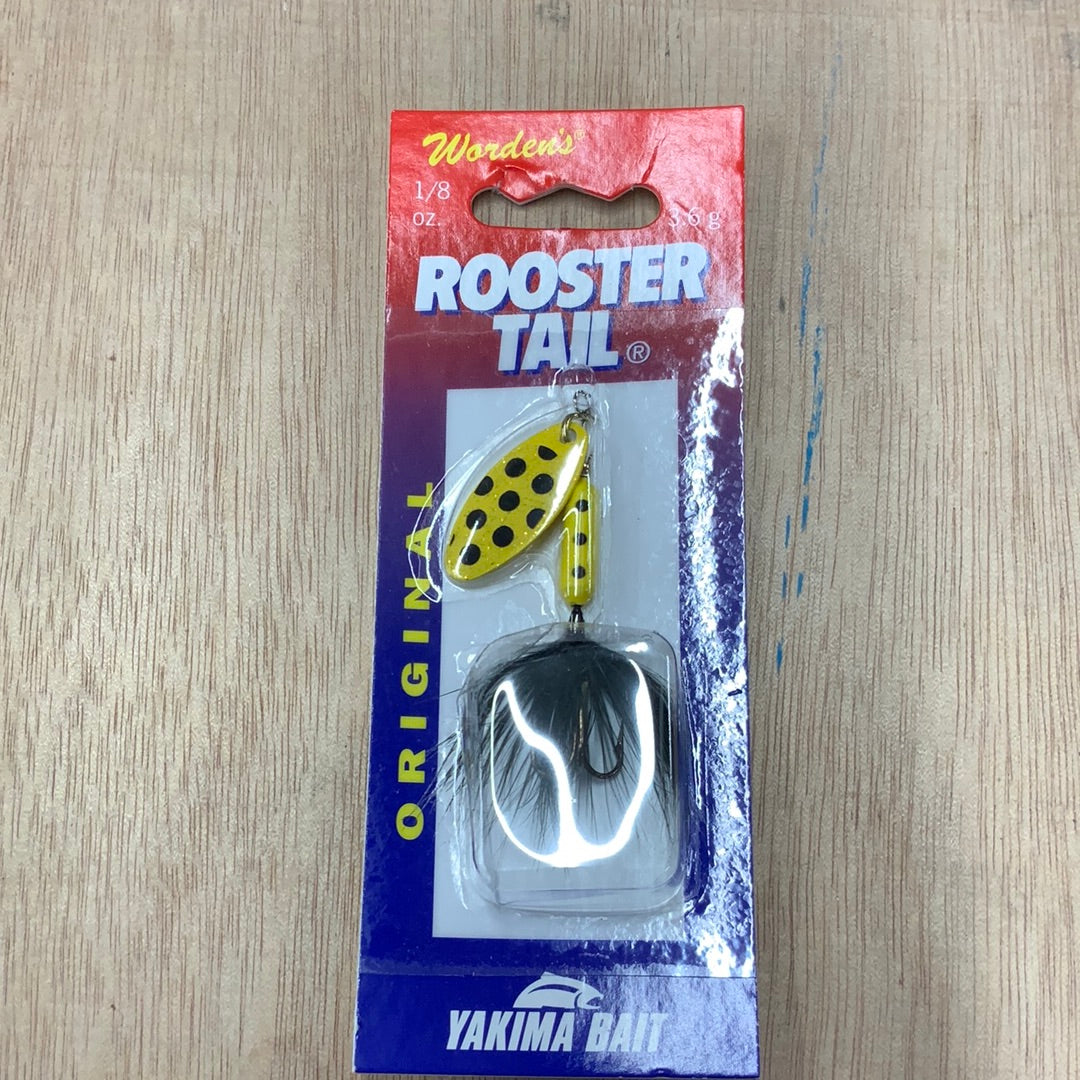 Worden's®
1/8
oz.
3.6 g
ROOSTER
TAIL®
ORIGINAL
YAKIMA BAIT